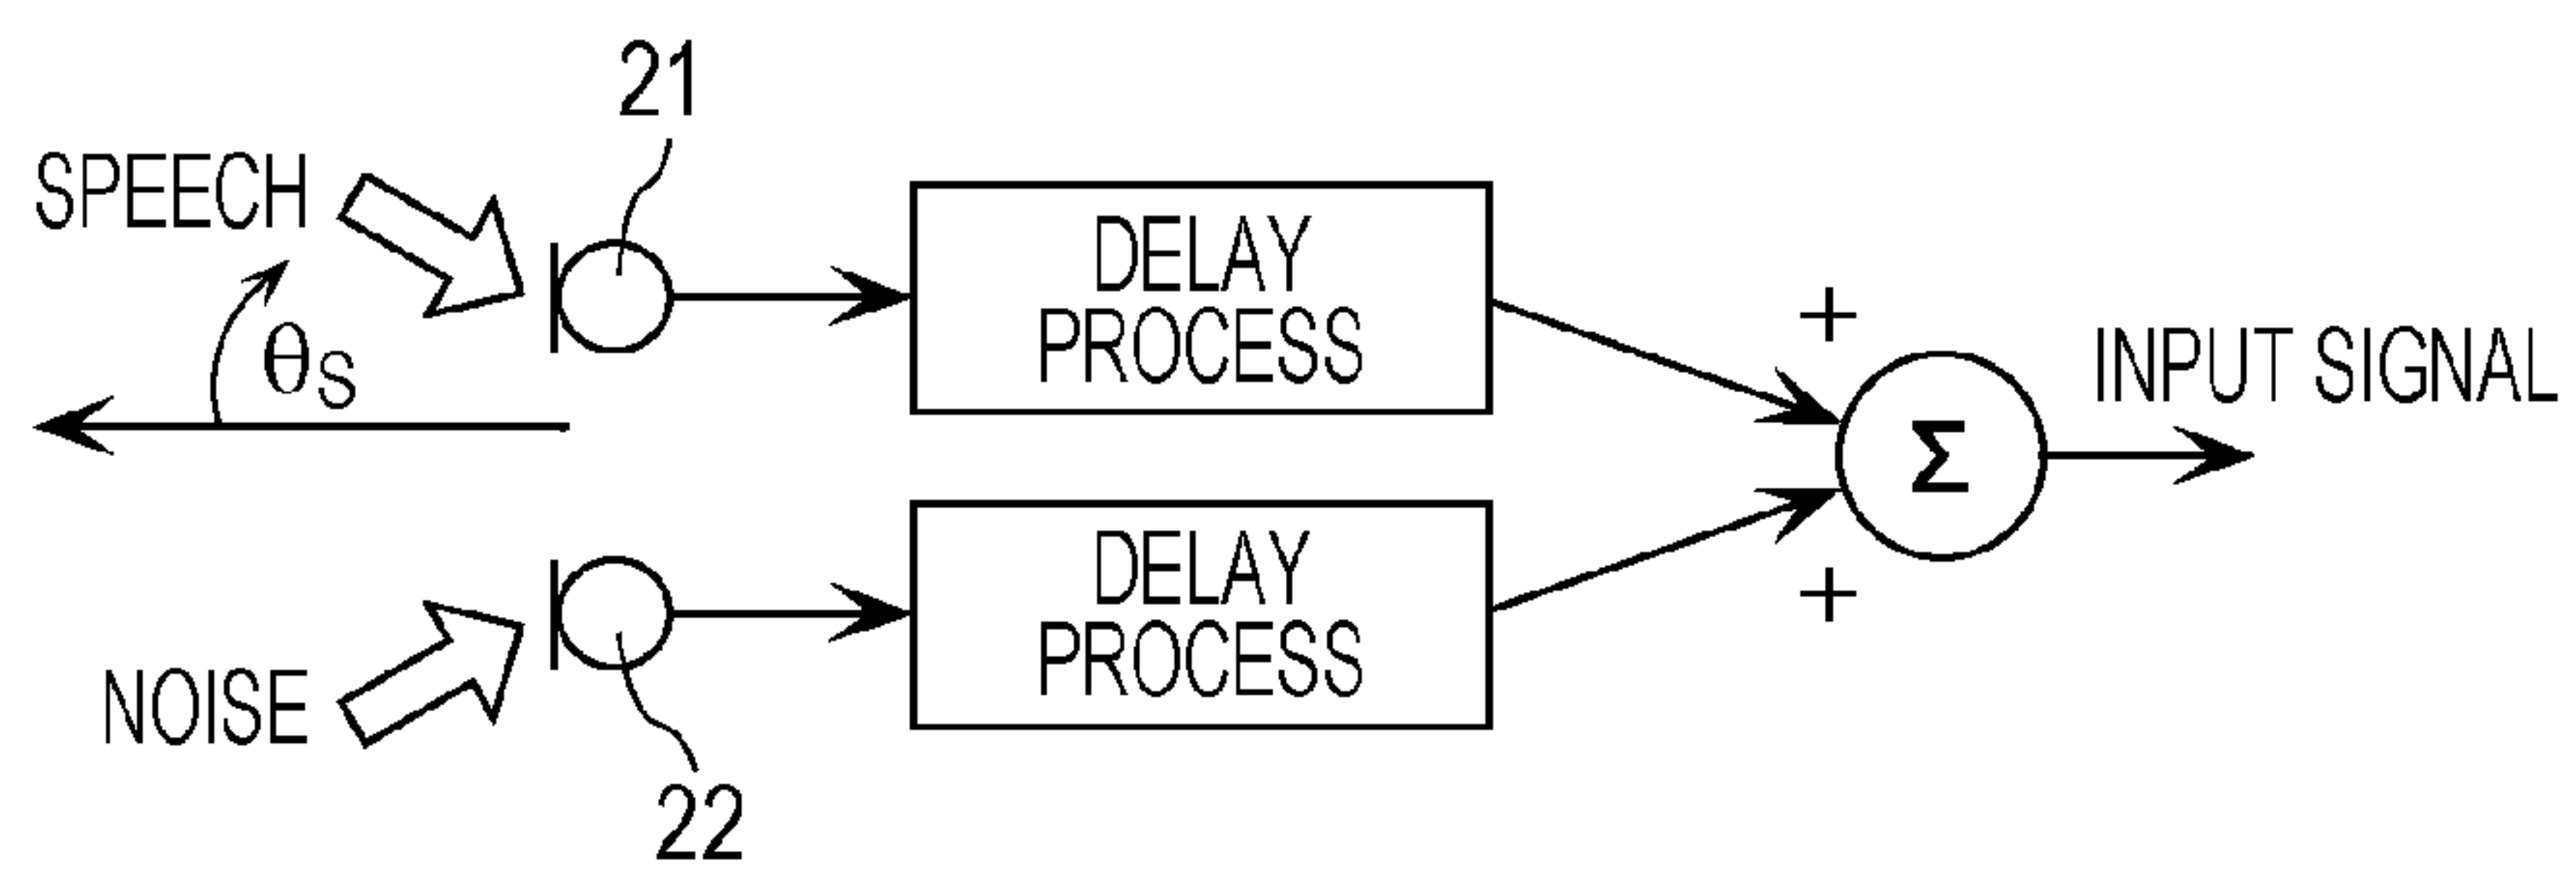 21
SPEECH
DELAY
PROCESS
θS
+
INPUT SIGNAL
Σ
DELAY
PROCESS
+
NOISE
22